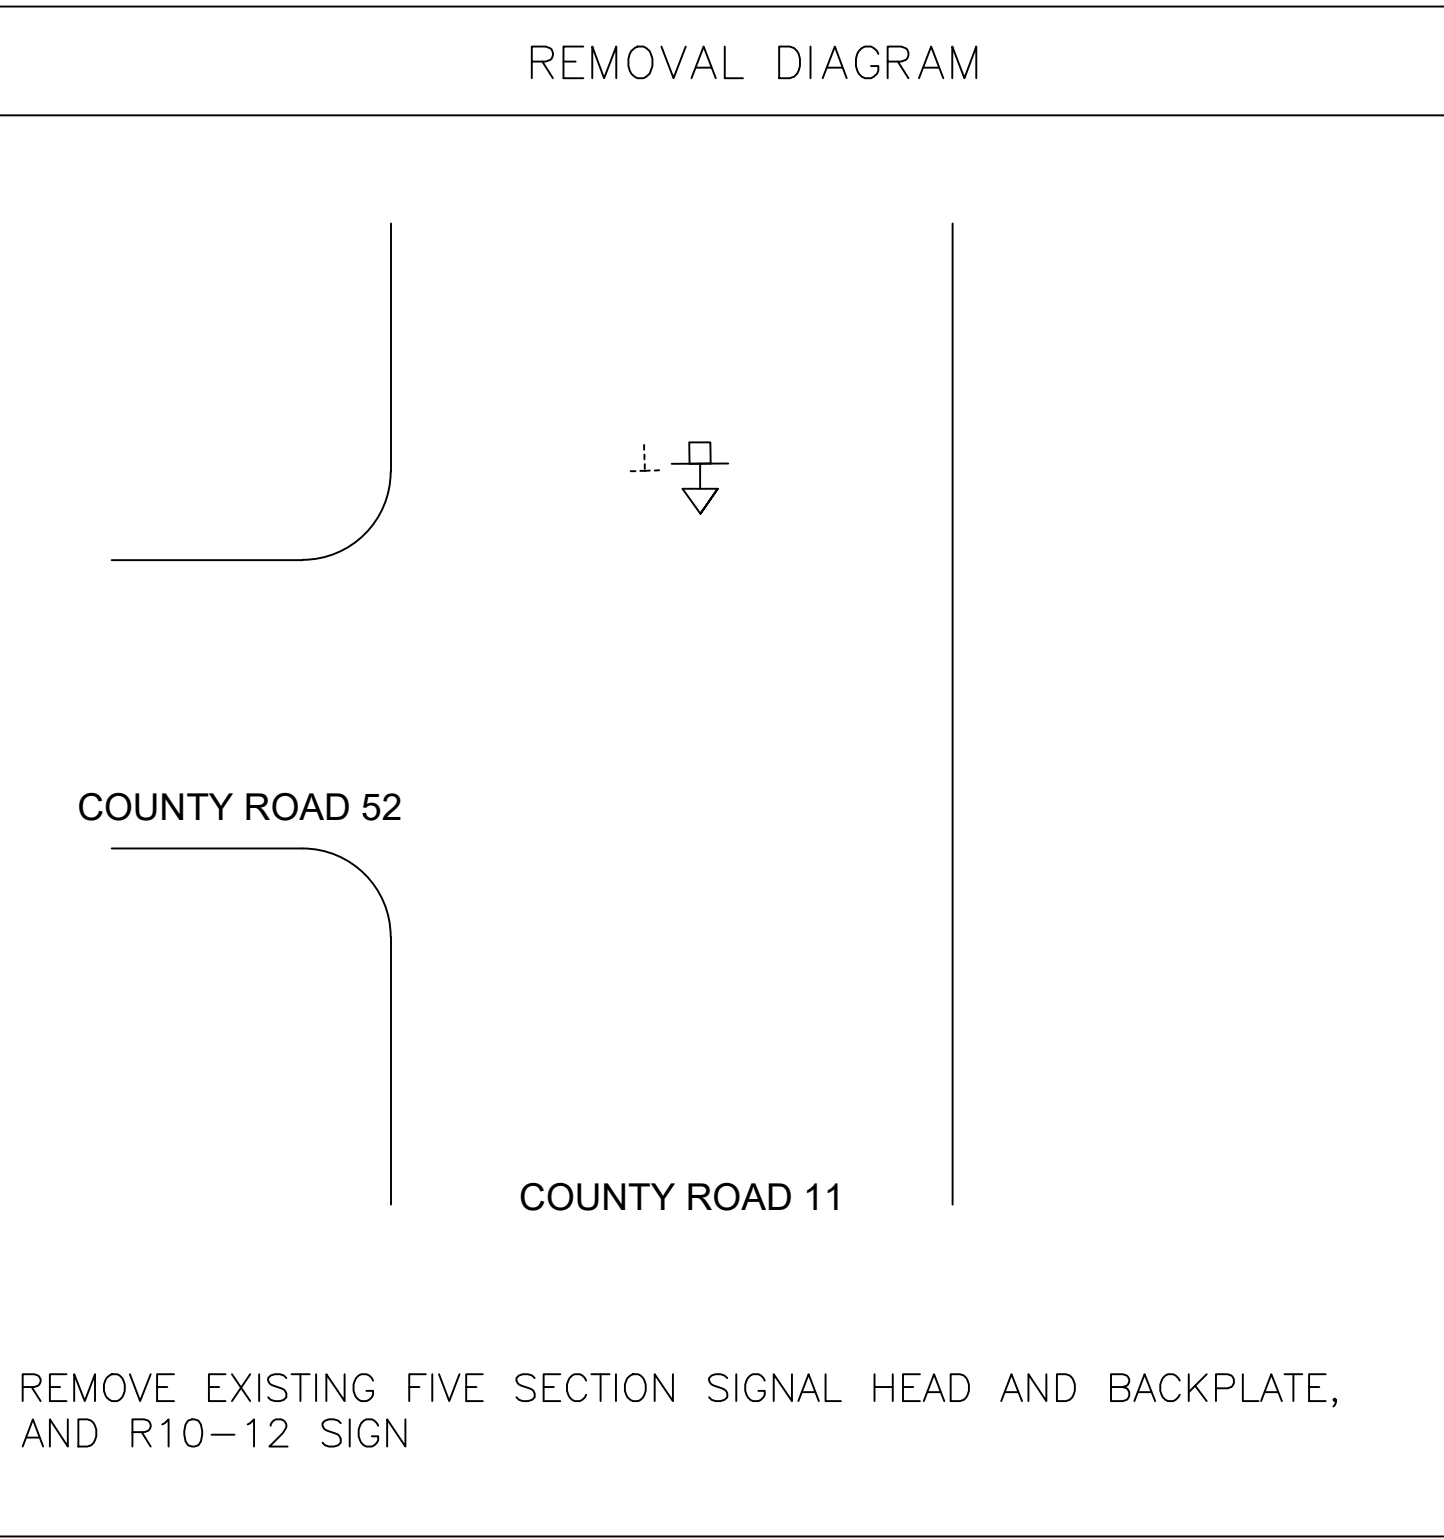 REMOVAL DIAGRAM
COUNTY ROAD 52
COUNTY ROAD 11
REMOVE EXISTING FIVE SECTION SIGNAL HEAD AND BACKPLATE,
AND R10-12 SIGN